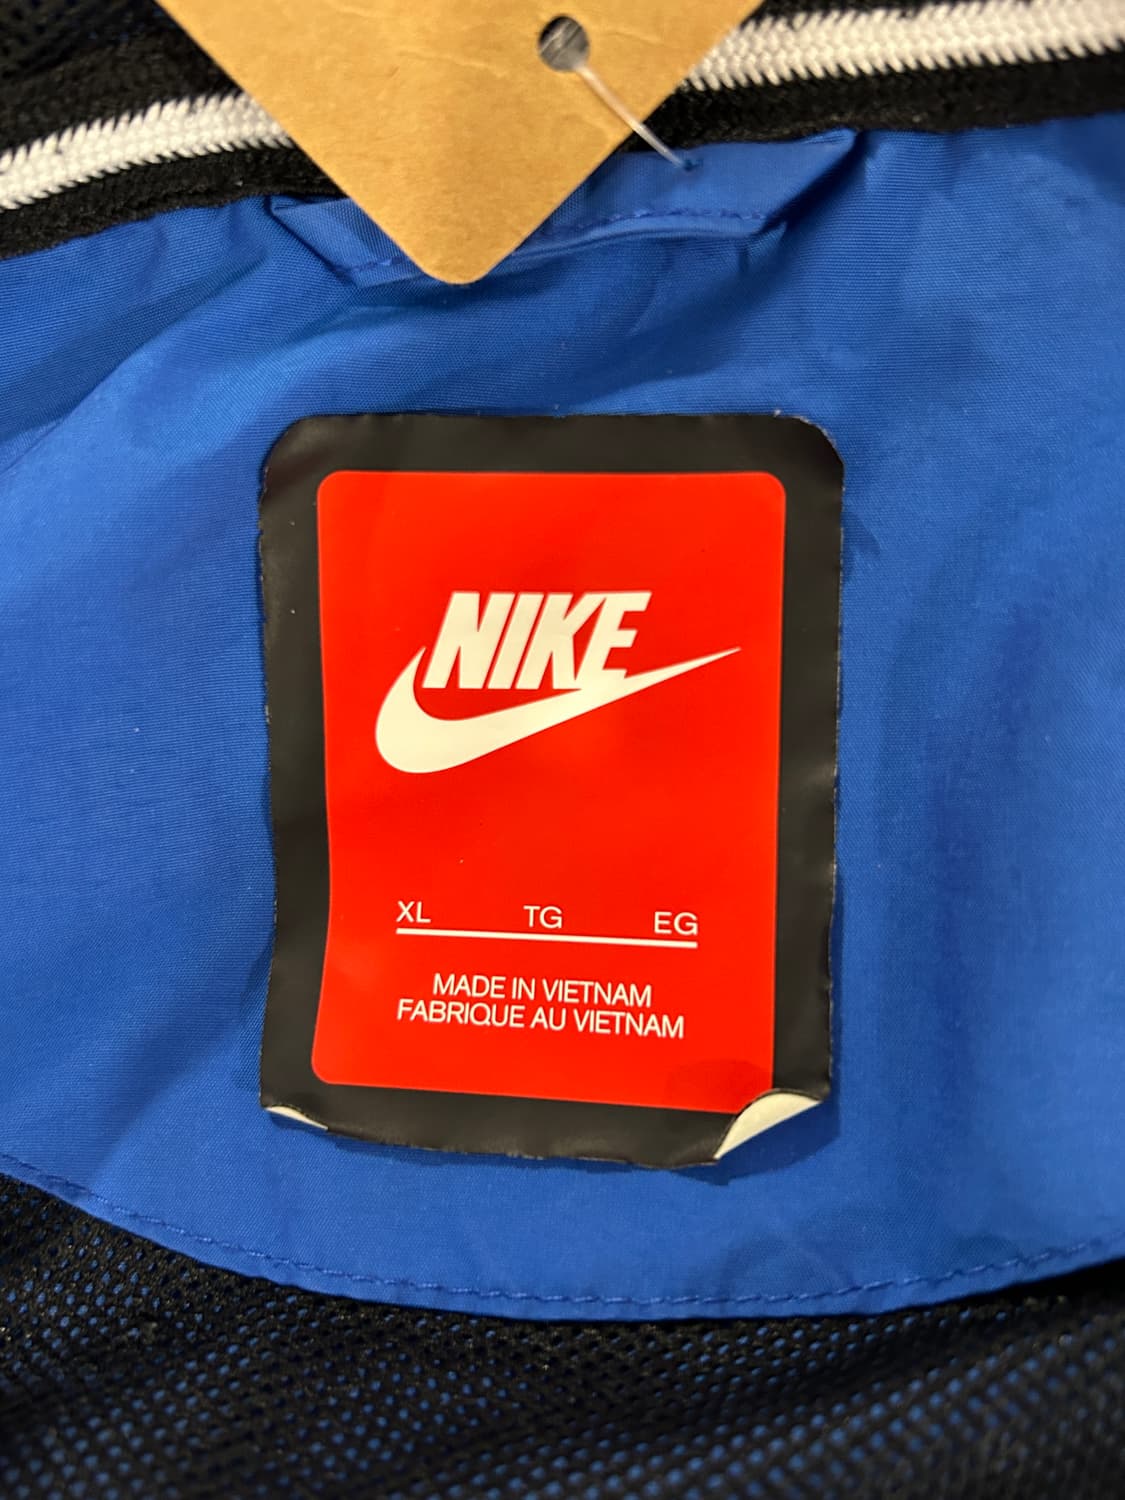 NIKE
XL TG EG
MADE IN VIETNAM
FABRIQUE AU VIETNAM